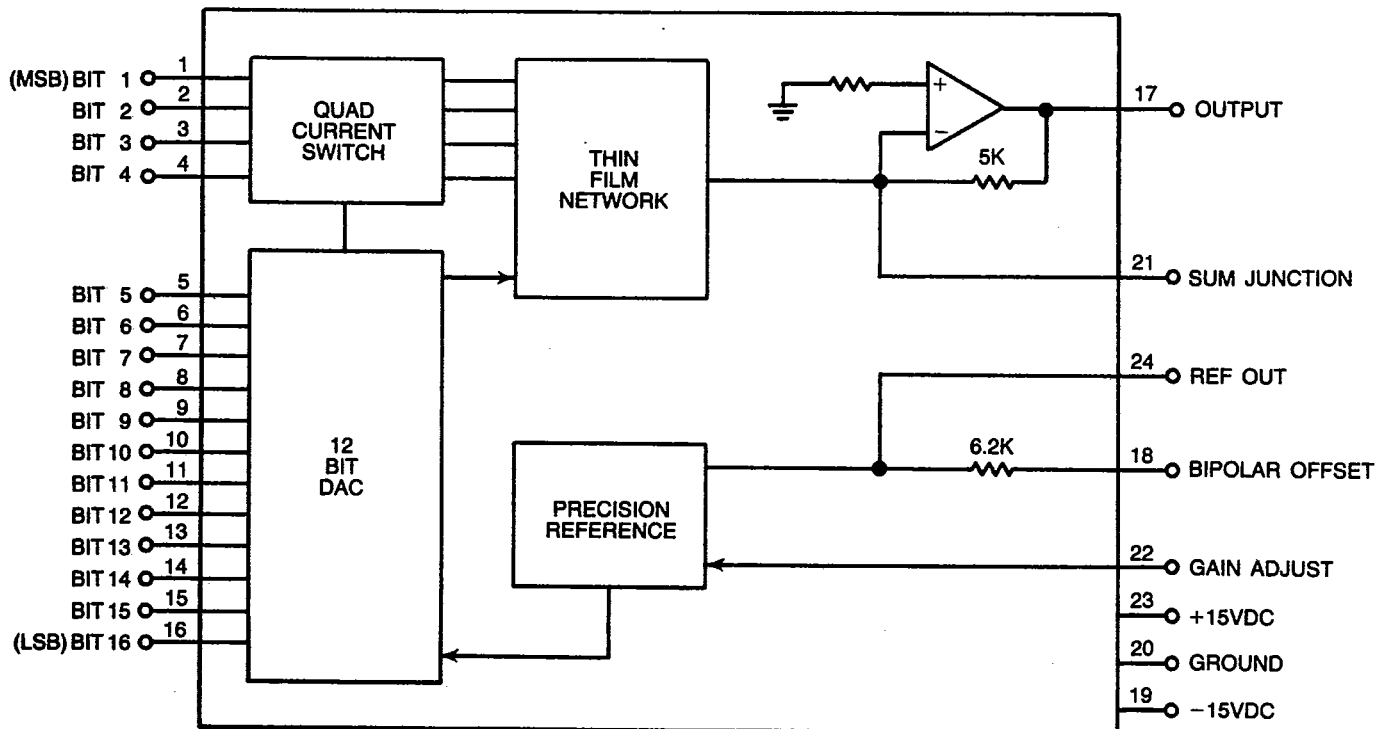 (MSB) BIT 1 1
BIT 2 2
BIT 3 3
BIT 4 4
QUAD
CURRENT
SWITCH
THIN
FILM
NETWORK
+
−
5K
17 OUTPUT
21 SUM JUNCTION
BIT 5 5
BIT 6 6
BIT 7 7
BIT 8 8
BIT 9 9
BIT 10 10
BIT 11 11
BIT 12 12
BIT 13 13
BIT 14 14
BIT 15 15
(LSB) BIT 16 16
12
BIT
DAC
PRECISION
REFERENCE
24 REF OUT
6.2K
18 BIPOLAR OFFSET
22 GAIN ADJUST
23 +15VDC
20 GROUND
19 −15VDC